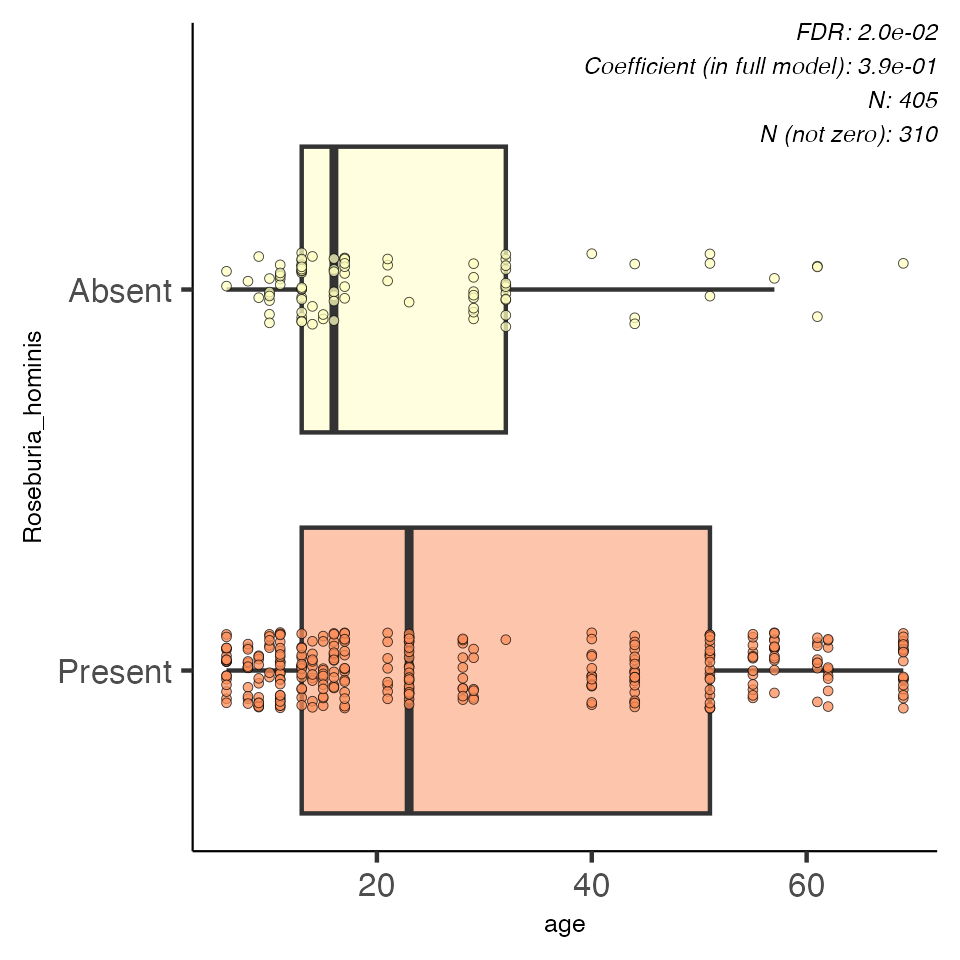 FDR: 2.0e-02
Coefficient (in full model): 3.9e-01
N: 405
N (not zero): 310
Absent
Roseburia_hominis
Present
20 40 60
age